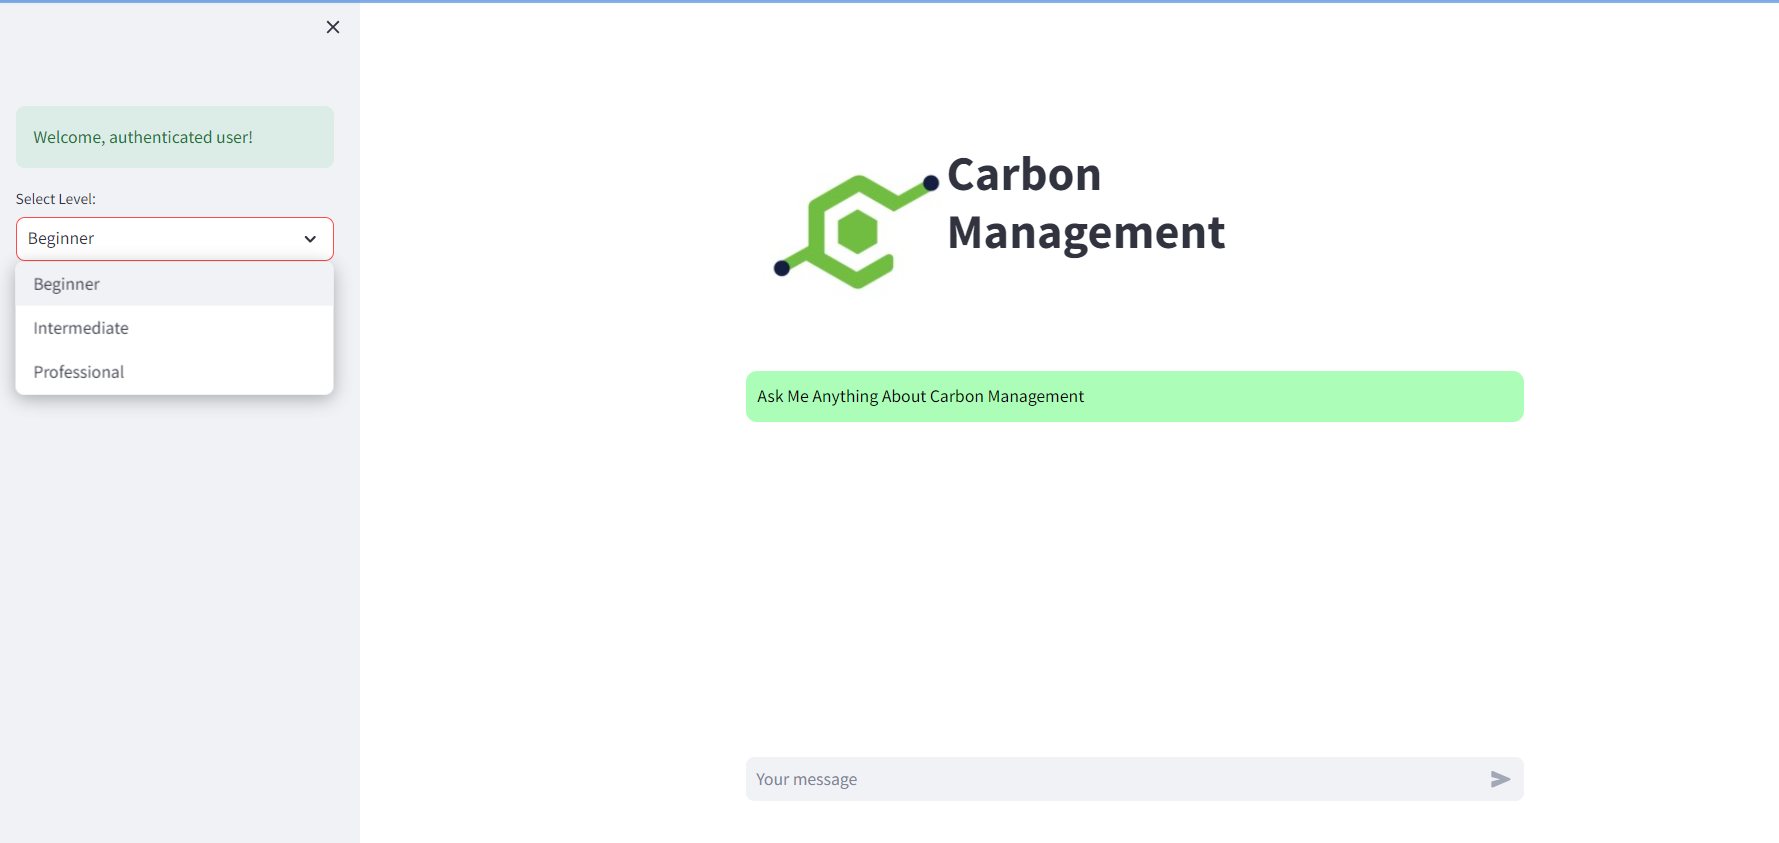 Welcome, authenticated user!
Select Level:
Beginner
Beginner
Intermediate
Professional
Carbon
Management
Ask Me Anything About Carbon Management
Your message